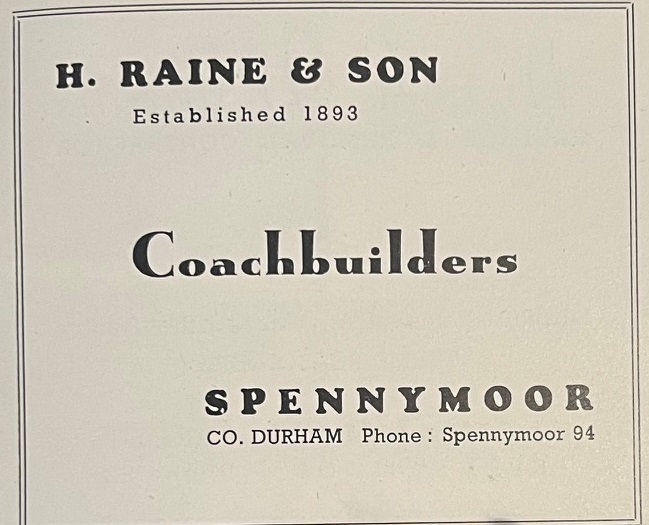 H. RAINE & SON
Established 1893
Coachbuilders
SPENNYMOOR
CO. DURHAM Phone : Spennymoor 94